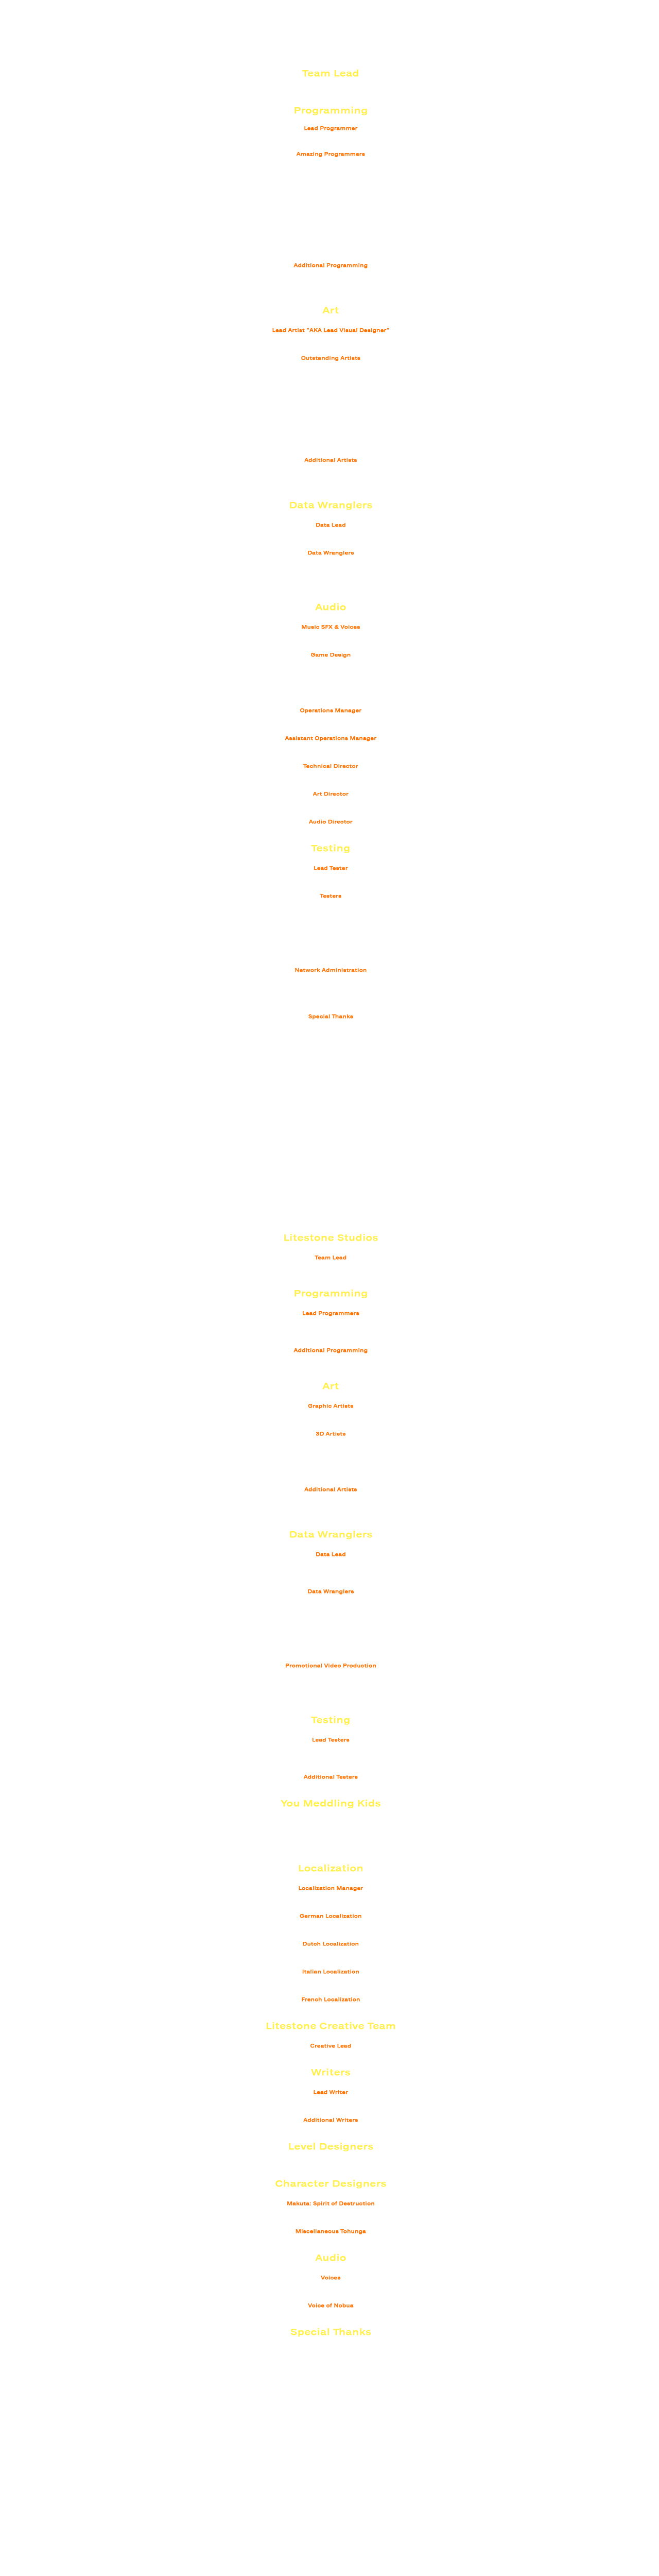 Team Lead
Programming
Lead Programmer
Amazing Programmers
Additional Programming
Art
Lead Artist "AKA Lead Visual Designer"
Outstanding Artists
Additional Artists
Data Wranglers
Data Lead
Data Wranglers
Audio
Music SFX & Voices
Game Design
Operations Manager
Assistant Operations Manager
Technical Director
Art Director
Audio Director
Testing
Lead Tester
Testers
Network Administration
Special Thanks
Litestone Studios
Team Lead
Programming
Lead Programmers
Additional Programming
Art
Graphic Artists
3D Artists
Additional Artists
Data Wranglers
Data Lead
Data Wranglers
Promotional Video Production
Testing
Lead Testers
Additional Testers
You Meddling Kids
Localization
Localization Manager
German Localization
Dutch Localization
Italian Localization
French Localization
Litestone Creative Team
Creative Lead
Writers
Lead Writer
Additional Writers
Level Designers
Character Designers
Makuta: Spirit of Destruction
Miscellaneous Tohunga
Audio
Voices
Voice of Nobua
Special Thanks